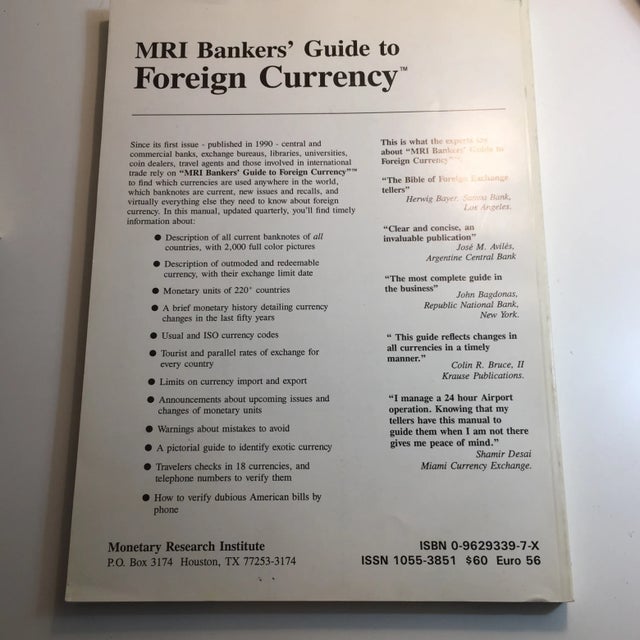 MRI Bankers' Guide to
Foreign Currency™
Since its first issue - published in 1990 - central and
commercial banks, exchange bureaus, libraries, universities,
coin dealers, travel agents and those involved in international
trade rely on "MRI Bankers' Guide to Foreign Currency"™
to find which currencies are used anywhere in the world,
which banknotes are current, new issues and recalls, and
virtually everything else they need to know about foreign
currency. In this manual, updated quarterly, you'll find timely
information about:
● Description of all current banknotes of all
countries, with 2,000 full color pictures
● Description of outmoded and redeemable
currency, with their exchange limit date
● Monetary units of 220+ countries
● A brief monetary history detailing currency
changes in the last fifty years
● Usual and ISO currency codes
● Tourist and parallel rates of exchange for
every country
● Limits on currency import and export
● Announcements about upcoming issues and
changes of monetary units
● Warnings about mistakes to avoid
● A pictorial guide to identify exotic currency
● Travelers checks in 18 currencies, and
telephone numbers to verify them
● How to verify dubious American bills by
phone
This is what the experts say
about "MRI Bankers' Guide to
Foreign Currency"™:
"The Bible of Foreign Exchange
tellers"
Herwig Bayer, Sanwa Bank,
Los Angeles.
"Clear and concise, an
invaluable publication"
José M. Avilés,
Argentine Central Bank
"The most complete guide in
the business"
John Bagdonas,
Republic National Bank,
New York.
" This guide reflects changes in
all currencies in a timely
manner."
Colin R. Bruce, II
Krause Publications.
"I manage a 24 hour Airport
operation. Knowing that my
tellers have this manual to
guide them when I am not there
gives me peace of mind."
Shamir Desai
Miami Currency Exchange.
Monetary Research Institute
P.O. Box 3174 Houston, TX 77253-3174
ISBN 0-9629339-7-X
ISSN 1055-3851 $60 Euro 56